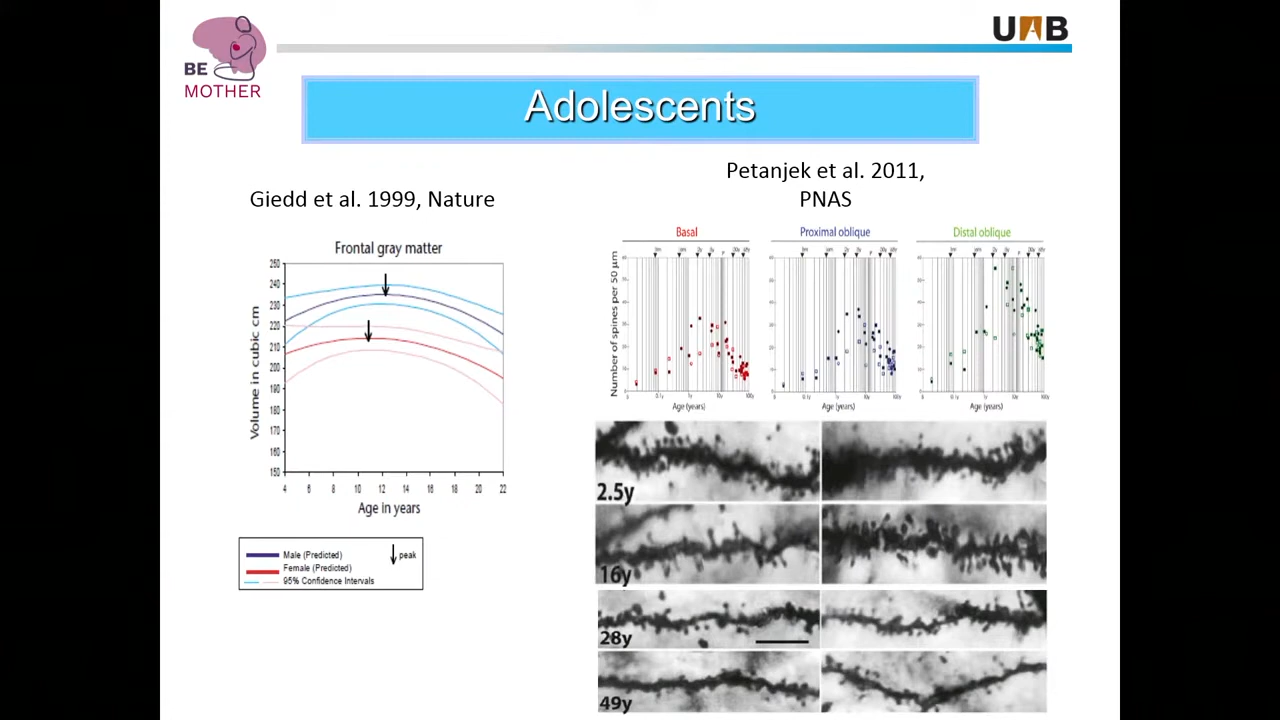 BE
MOTHER
UAB
Adolescents
Giedd et al. 1999, Nature
Frontal gray matter
Volume in cubic cm
250
240
230
220
210
200
190
180
170
160
150
4 6 8 10 12 14 16 18 20 22
Age in years
Male (Predicted)
Female (Predicted)
95% Confidence Intervals
peak
Petanjek et al. 2011,
PNAS
Basal
Proximal oblique
Distal oblique
Number of spines per 50 µm
Age (years)
Age (years)
Age (years)
2.5y
16y
28y
49y